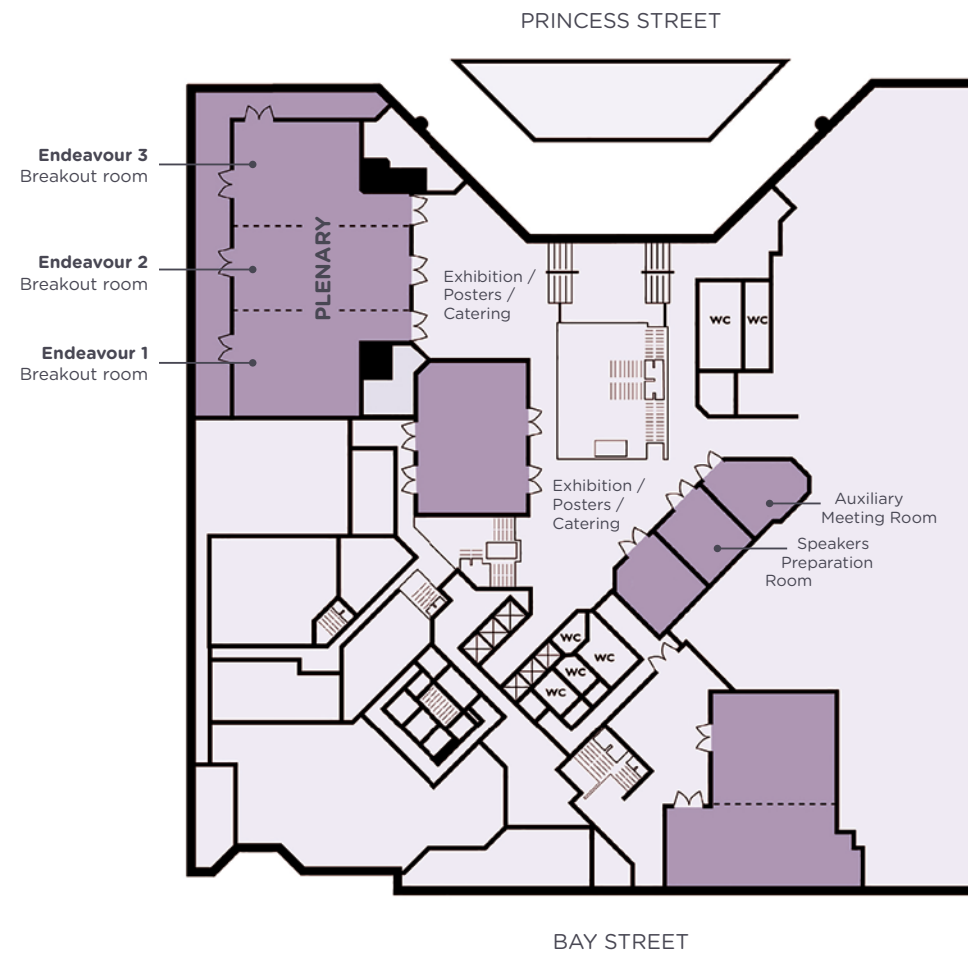 PRINCESS STREET
Endeavour 3
Breakout room
Endeavour 2
Breakout room
Endeavour 1
Breakout room
PLENARY
Exhibition /
Posters /
Catering
WC
WC
Exhibition /
Posters /
Catering
Auxiliary
Meeting Room
Speakers
Preparation
Room
WC
WC
WC
WC
BAY STREET